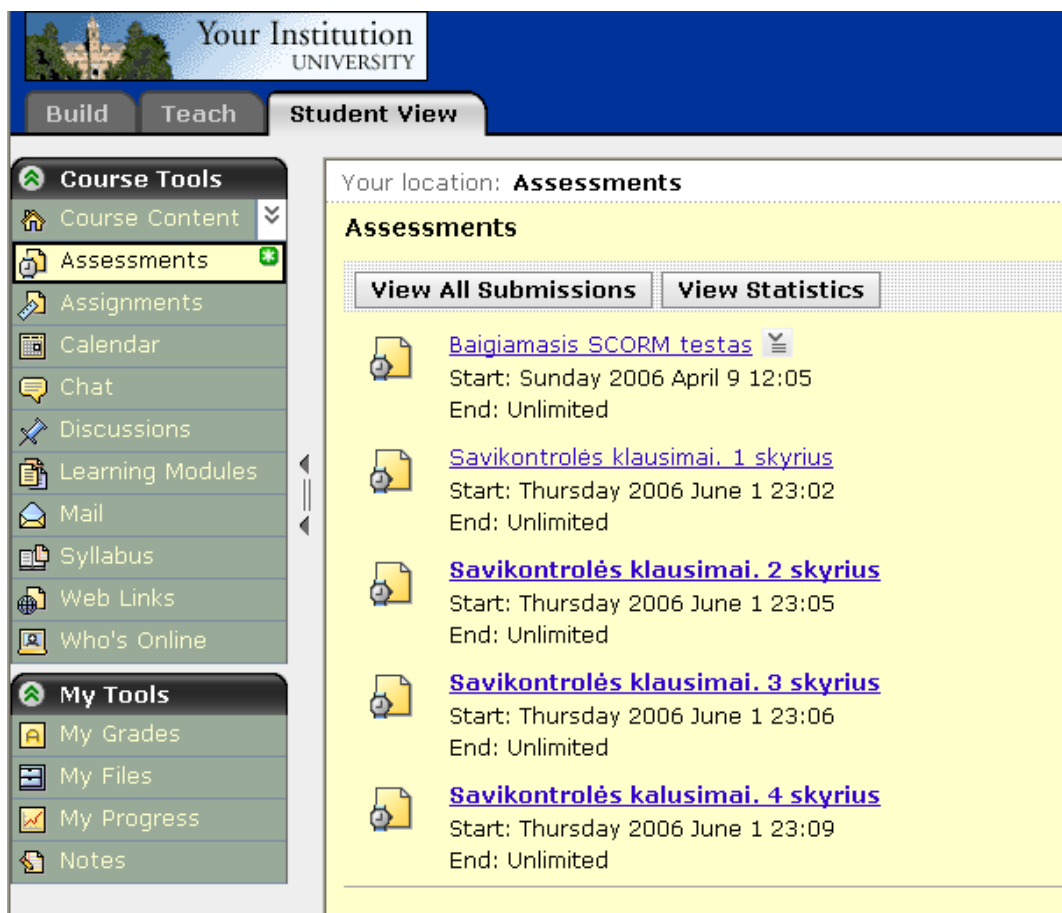 Your Institution
UNIVERSITY
Build Teach Student View
Course Tools
Course Content
Assessments
Assignments
Calendar
Chat
Discussions
Learning Modules
Mail
Syllabus
Web Links
Who's Online
My Tools
My Grades
My Files
My Progress
Notes
Your location: Assessments
Assessments
View All Submissions View Statistics
Baigiamasis SCORM testas
Start: Sunday 2006 April 9 12:05
End: Unlimited
Savikontrolės klausimai. 1 skyrius
Start: Thursday 2006 June 1 23:02
End: Unlimited
Savikontrolės klausimai. 2 skyrius
Start: Thursday 2006 June 1 23:05
End: Unlimited
Savikontrolės klausimai. 3 skyrius
Start: Thursday 2006 June 1 23:06
End: Unlimited
Savikontrolės kalusimai. 4 skyrius
Start: Thursday 2006 June 1 23:09
End: Unlimited